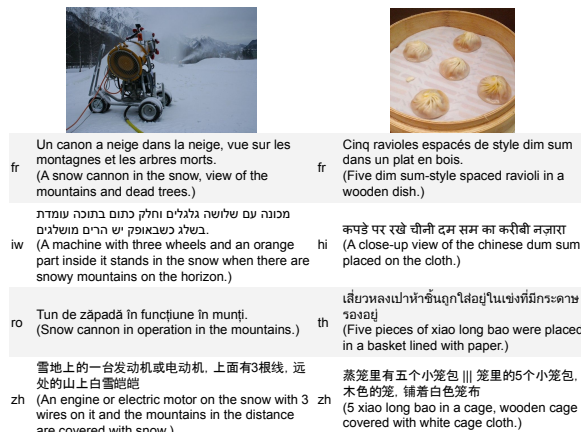 fr
Un canon a neige dans la neige, vue sur les
montagnes et les arbres morts.
(A snow cannon in the snow, view of the
mountains and dead trees.)
iw
מכונה עם שלושה גלגלים וחלק כתום בתוכה עומדת
בשלג כשבאופק יש הרים מושלגים.
(A machine with three wheels and an orange
part inside it stands in the snow when there are
snowy mountains on the horizon.)
ro
Tun de zăpadă în funcțiune în munți.
(Snow cannon in operation in the mountains.)
zh
雪地上的一台发动机或电动机, 上面有3根线, 远
处的山上白雪皑皑
(An engine or electric motor on the snow with 3
wires on it and the mountains in the distance
are covered with snow.)
fr
Cinq ravioles espacés de style dim sum
dans un plat en bois.
(Five dim sum-style spaced ravioli in a
wooden dish.)
hi
कपडे पर रखे चीनी दम सम का करीबी नज़ारा
(A close-up view of the chinese dum sum
placed on the cloth.)
th
เสี่ยวหลงเปาห้าชิ้นถูกใส่อยู่ในเข่งที่มีกระดาษ
รองอยู่
(Five pieces of xiao long bao were placed
in a basket lined with paper.)
zh
蒸笼里有五个小笼包 ||| 笼里的5个小笼包,
木色的笼, 铺着白色笼布
(5 xiao long bao in a cage, wooden cage
covered with white cage cloth.)